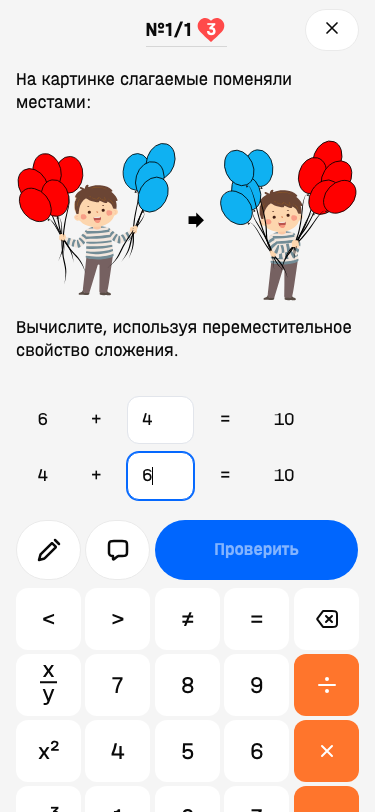 №1/1 3
На картинке слагаемые поменяли
местами:
Вычислите, используя переместительное
свойство сложения.
6 + 4 = 10
4 + 6 = 10
Проверить
< > ≠ =
x/y 7 8 9 ÷
x² 4 5 6 ×